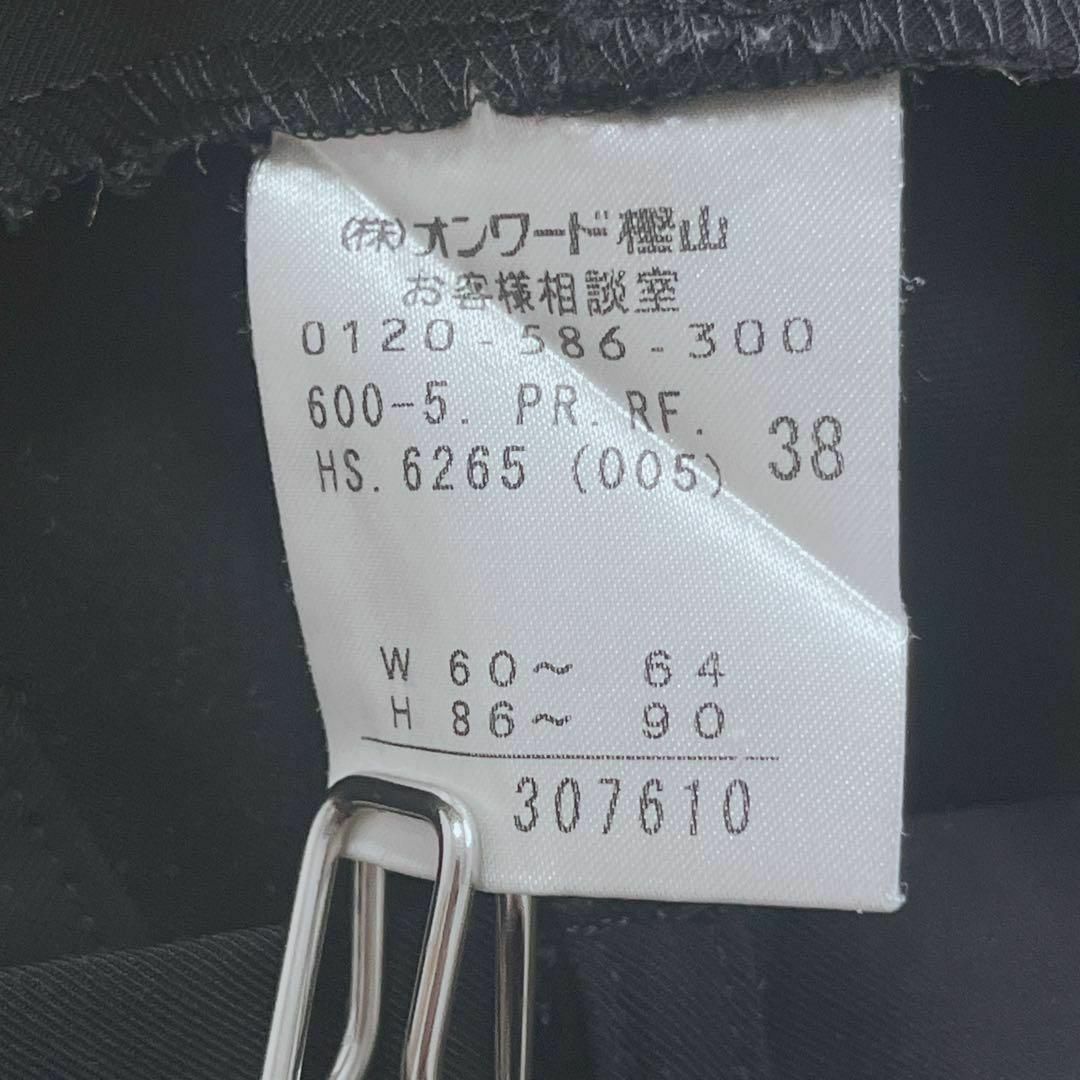 (株)オンワード樫山
お客様相談室
0120-586-300
600-5. PR. RF.
HS. 6265 (005) 38
W 60～ 64
H 86～ 90
307610